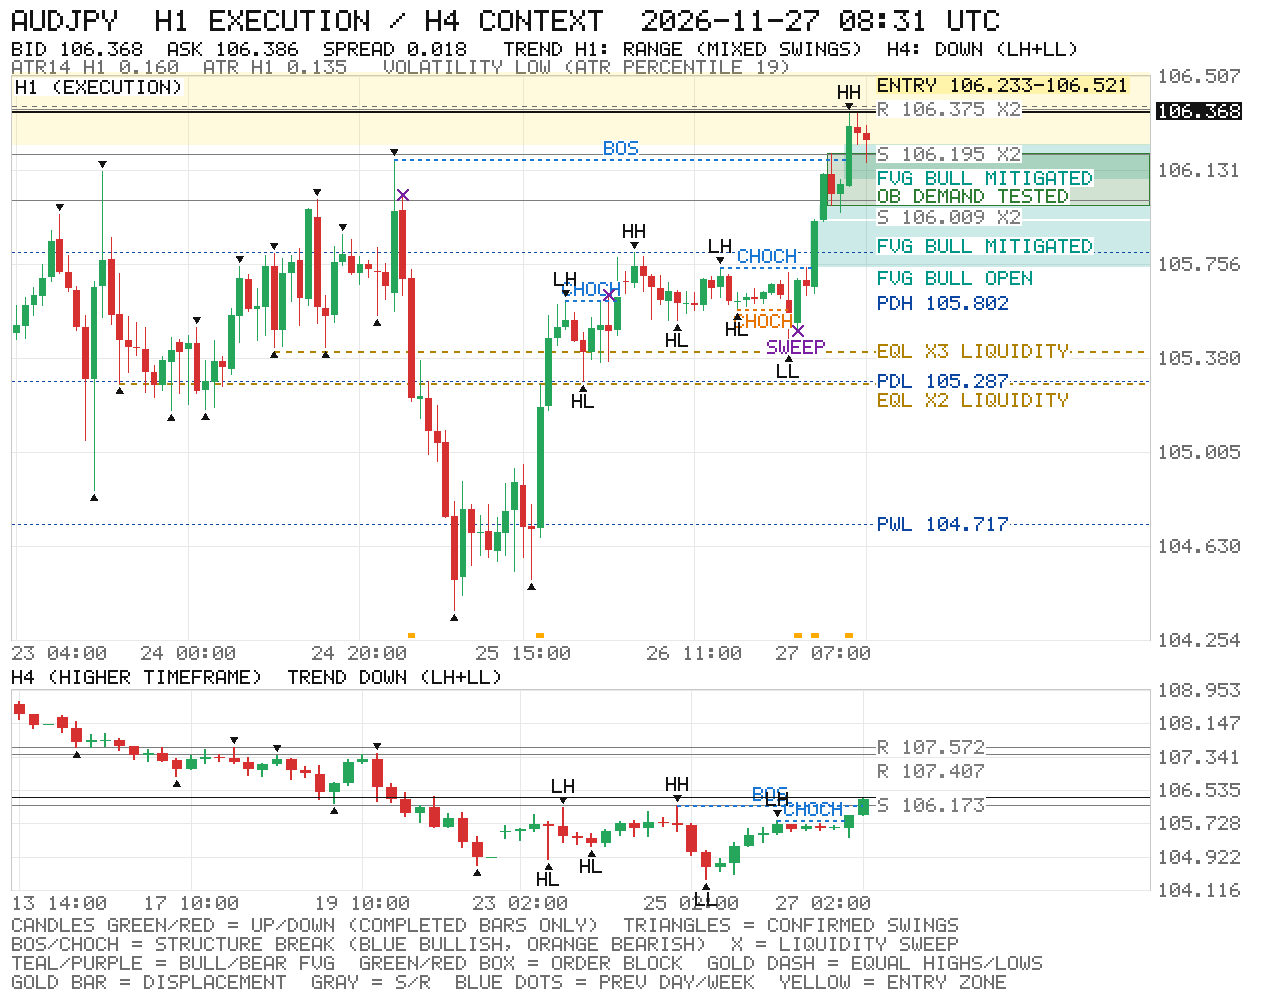 AUDJPY  H1 EXECUTION / H4 CONTEXT  2026-11-27 08:31 UTC
BID 106.368  ASK 106.386  SPREAD 0.018   TREND H1: RANGE (MIXED SWINGS)  H4: DOWN (LH+LL)
ATR14 H1 0.160  ATR H1 0.135   VOLATILITY LOW (ATR PERCENTILE 19)
H1 (EXECUTION)
106.507
ENTRY 106.233-106.521
HH
R 106.375 X2
106.368
BOS
S 106.195 X2
106.131
FVG BULL MITIGATED
OB DEMAND TESTED
S 106.009 X2
HH
LH
FVG BULL MITIGATED
CHOCH
105.756
LH
FVG BULL OPEN
CHOCH
PDH 105.802
HL
CHOCH
HL
SWEEP
EQL X3 LIQUIDITY
105.380
LL
PDL 105.287
HL
EQL X2 LIQUIDITY
105.005
PWL 104.717
104.630
104.254
23 04:00
24 00:00
24 20:00
25 15:00
26 11:00
27 07:00
H4 (HIGHER TIMEFRAME)  TREND DOWN (LH+LL)
108.953
108.147
R 107.572
107.341
R 107.407
LH
HH
106.535
BOS
LH
CHOCH
S 106.173
105.728
104.922
HL
HL
104.116
LL
13 14:00
17 10:00
19 10:00
23 02:00
25 02:00
27 02:00
CANDLES GREEN/RED = UP/DOWN (COMPLETED BARS ONLY)  TRIANGLES = CONFIRMED SWINGS
BOS/CHOCH = STRUCTURE BREAK (BLUE BULLISH, ORANGE BEARISH)  X = LIQUIDITY SWEEP
TEAL/PURPLE = BULL/BEAR FVG  GREEN/RED BOX = ORDER BLOCK  GOLD DASH = EQUAL HIGHS/LOWS
GOLD BAR = DISPLACEMENT  GRAY = S/R  BLUE DOTS = PREV DAY/WEEK  YELLOW = ENTRY ZONE